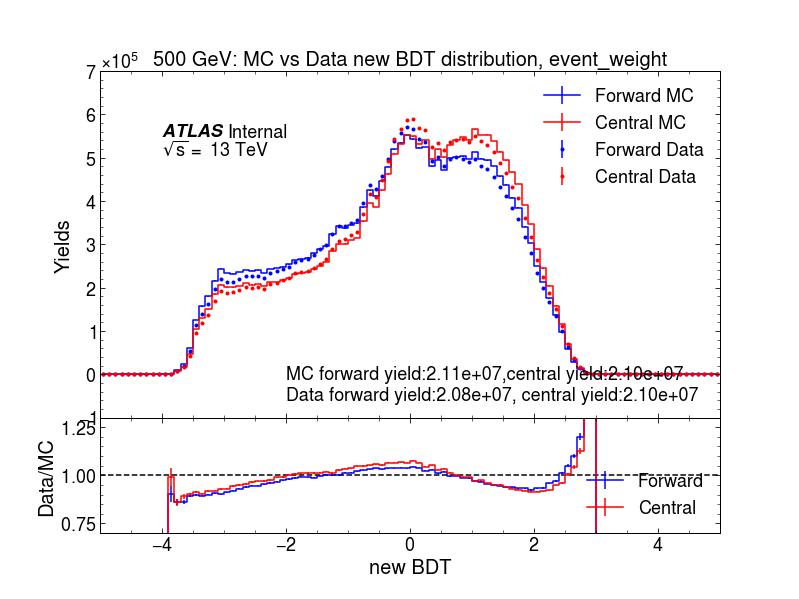 ×10⁵ 500 GeV: MC vs Data new BDT distribution, event_weight
7
6
5
4
3
2
1
0
−1
Yields
ATLAS Internal
√s = 13 TeV
Forward MC
Central MC
Forward Data
Central Data
MC forward yield:2.11e+07,central yield:2.10e+07
Data forward yield:2.08e+07, central yield:2.10e+07
1.25
1.00
0.75
Data/MC
Forward
Central
−4 −2 0 2 4
new BDT